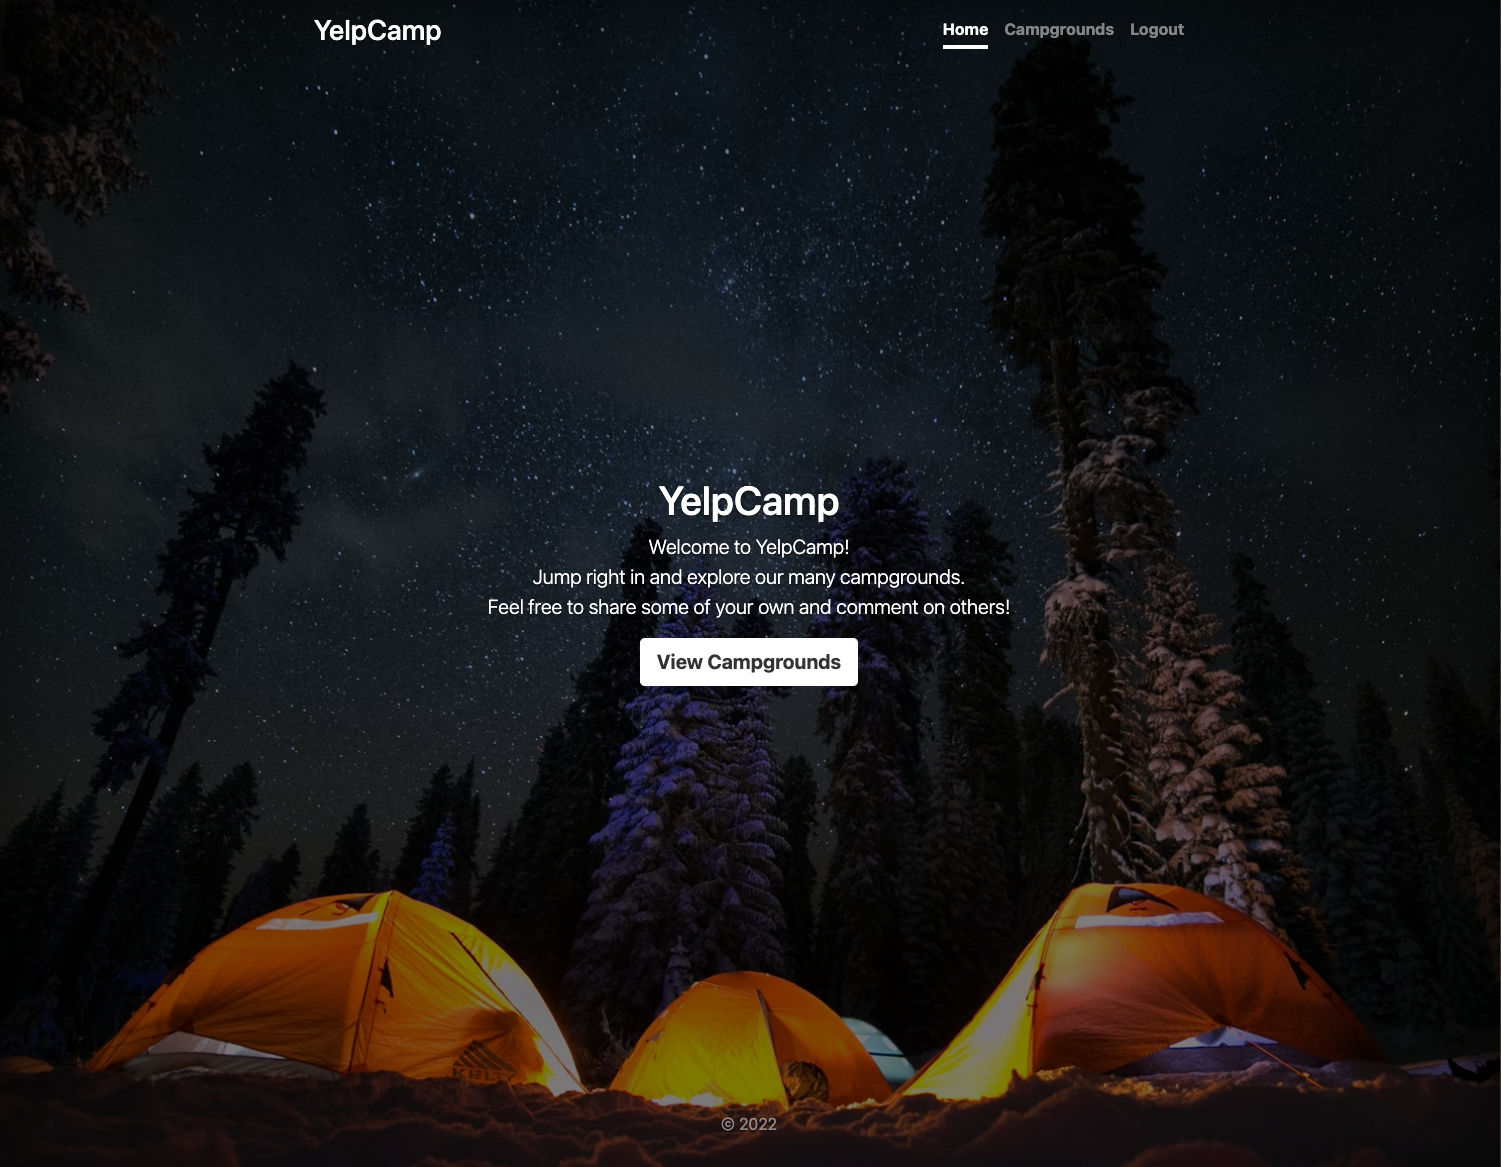 YelpCamp
Home Campgrounds Logout
YelpCamp
Welcome to YelpCamp!
Jump right in and explore our many campgrounds.
Feel free to share some of your own and comment on others!
View Campgrounds
© 2022